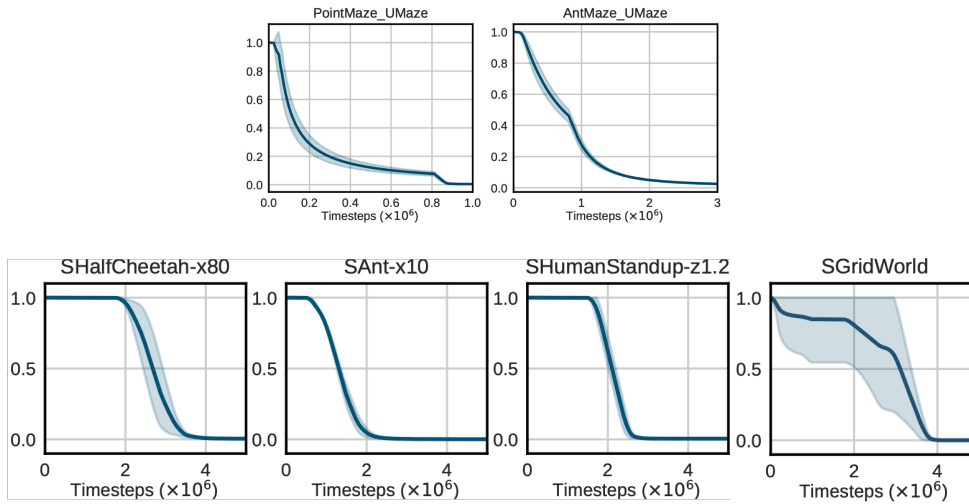 PointMaze_UMaze
AntMaze_UMaze
1.0
0.8
0.6
0.4
0.2
0.0
0.0 0.2 0.4 0.6 0.8 1.0
Timesteps (×10⁶)
1.0
0.8
0.6
0.4
0.2
0.0
0 1 2 3
Timesteps (×10⁶)
SHalfCheetah-x80
SAnt-x10
SHumanStandup-z1.2
SGridWorld
1.0
0.5
0.0
0 2 4
Timesteps (×10⁶)
1.0
0.5
0.0
0 2 4
Timesteps (×10⁶)
1.0
0.5
0.0
0 2 4
Timesteps (×10⁶)
1.0
0.5
0.0
0 2 4
Timesteps (×10⁶)